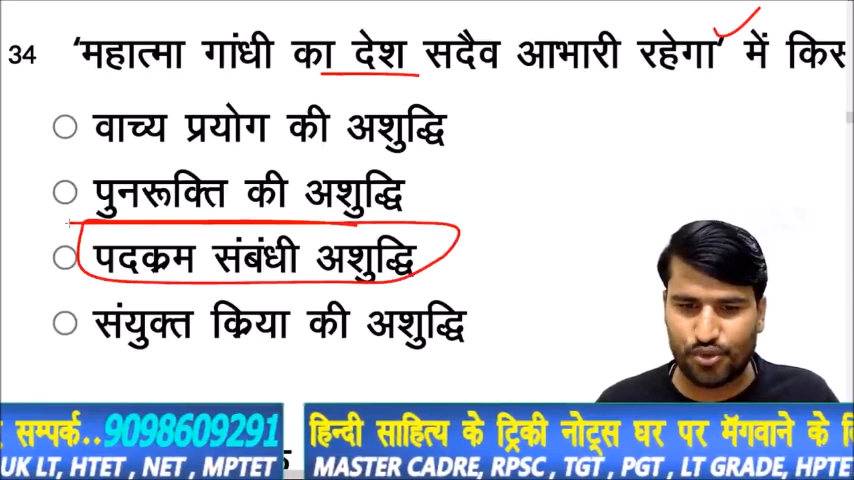 34 'महात्मा गांधी का देश सदैव आभारी रहेगा' में किस
वाच्य प्रयोग की अशुद्धि
पुनरूक्ति की अशुद्धि
पदक्रम संबंधी अशुद्धि
संयुक्त क्रिया की अशुद्धि
सम्पर्क..9098609291
हिन्दी साहित्य के ट्रिकी नोट्स घर पर मॅगवाने के
UK LT, HTET , NET , MPTET
MASTER CADRE, RPSC , TGT , PGT , LT GRADE, HPTE